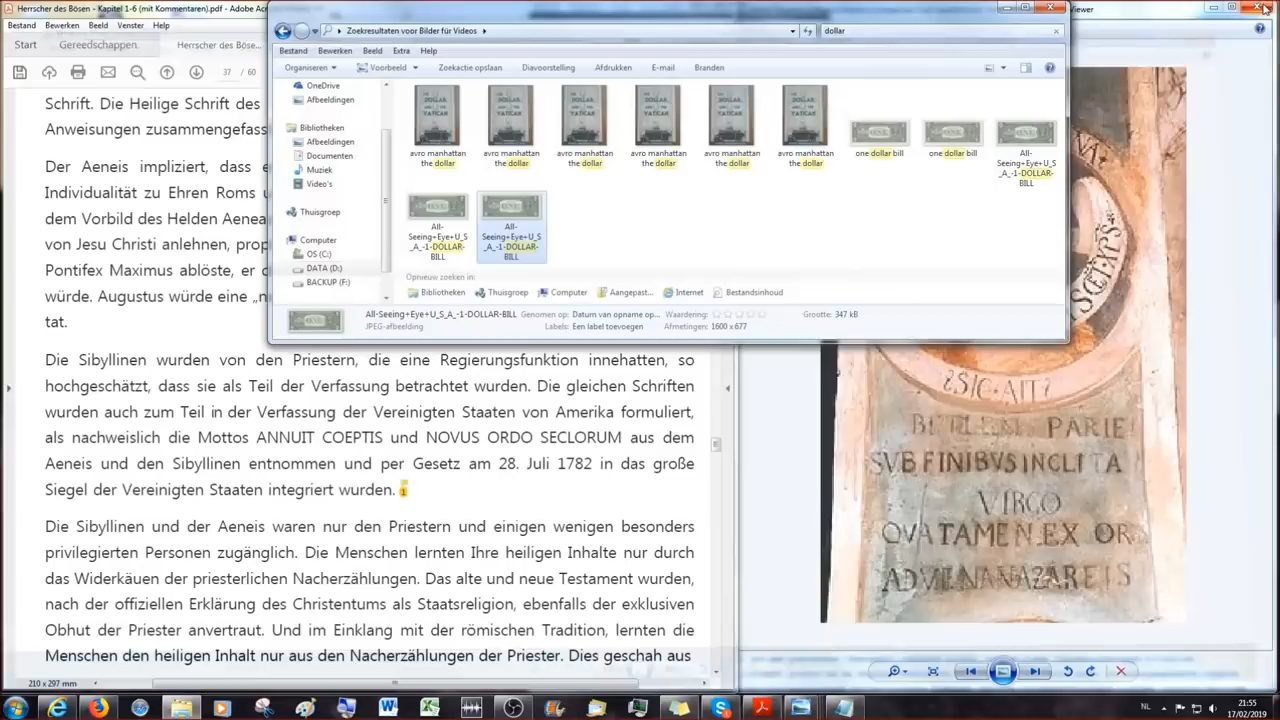 Herrscher des Bösen - Kapitel 1-6 (mit Kommentaren).pdf - Adobe Acr
Bestand Bewerken Beeld Venster Help
Start Gereedschappen Herrscher des Böse...
37 / 60
Schrift. Die Heilige Schrift des
Anweisungen zusammengefass
Der Aeneis impliziert, dass e
Individualität zu Ehren Roms u
dem Vorbild des Helden Aenea
von Jesu Christi anlehnen, prop
Pontifex Maximus ablöste, er d
würde. Augustus würde eine „n
tat.
Die Sibyllinen wurden von den Priestern, die eine Regierungsfunktion innehatten, so
hochgeschätzt, dass sie als Teil der Verfassung betrachtet wurden. Die gleichen Schriften
wurden auch zum Teil in der Verfassung der Vereinigten Staaten von Amerika formuliert,
als nachweislich die Mottos ANNUIT COEPTIS und NOVUS ORDO SECLORUM aus dem
Aeneis und den Sibyllinen entnommen und per Gesetz am 28. Juli 1782 in das große
Siegel der Vereinigten Staaten integriert wurden. 1
Die Sibyllinen und der Aeneis waren nur den Priestern und einigen wenigen besonders
privilegierten Personen zugänglich. Die Menschen lernten Ihre heiligen Inhalte nur durch
das Widerkäuen der priesterlichen Nacherzählungen. Das alte und neue Testament wurden,
nach der offiziellen Erklärung des Christentums als Staatsreligion, ebenfalls der exklusiven
Obhut der Priester anvertraut. Und im Einklang mit der römischen Tradition, lernten die
Menschen den heiligen Inhalt nur aus den Nacherzählungen der Priester. Dies geschah aus
210 x 297 mm
Zoekresultaten voor Bilder für Videos
dollar
Bestand Bewerken Beeld Extra Help
Organiseren Voorbeeld Zoekactie opslaan Diavoorstelling Afdrukken E-mail Branden
OneDrive
Afbeeldingen
Bibliotheken
Afbeeldingen
Documenten
Muziek
Video's
Thuisgroep
Computer
OS (C:)
DATA (D:)
BACKUP (F:)
THE DOLLAR AND THE VATICAN
avro manhattan the dollar
avro manhattan the dollar
avro manhattan the dollar
avro manhattan the dollar
avro manhattan the dollar
avro manhattan the dollar
one dollar bill
one dollar bill
All-Seeing+Eye+U_S_A_-1-DOLLAR-BILL
All-Seeing+Eye+U_S_A_-1-DOLLAR-BILL
All-Seeing+Eye+U_S_A_-1-DOLLAR-BILL
Opnieuw zoeken in:
Bibliotheken Thuisgroep Computer Aangepast... Internet Bestandsinhoud
All-Seeing+Eye+U_S_A_-1-DOLLAR-BILL Genomen op: Datum van opname op... Waardering: Grootte: 347 kB
JPEG-afbeelding Labels: Een label toevoegen Afmetingen: 1600 x 677
Viewer
SIC·AIT
BETLEM PARIE
SVB FINIBVS INCLITA
VIRCO
QVA TAMEN EX OR
NL 21:55
17/02/2019